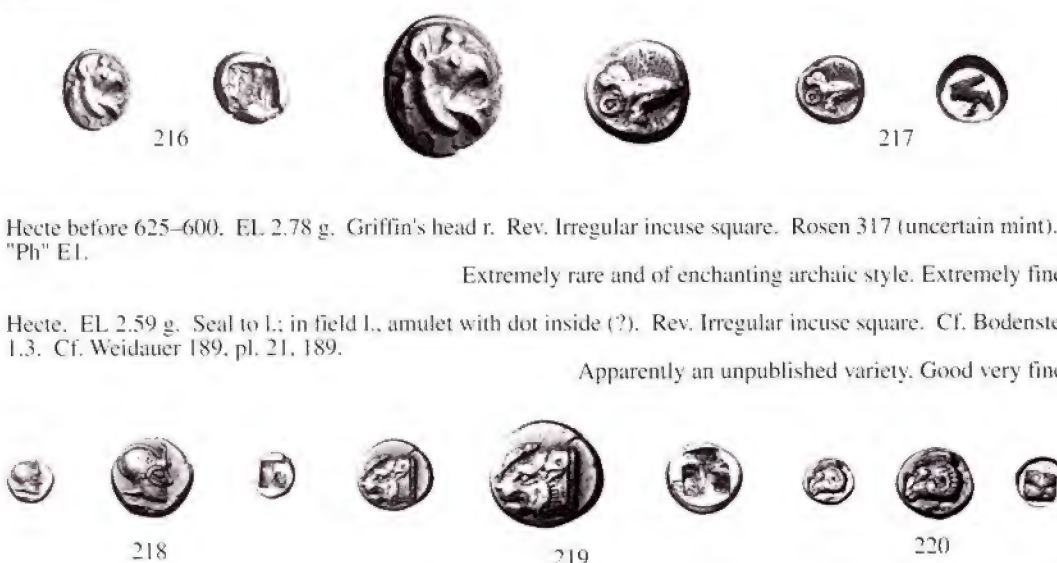 216
217
Hecte before 625–600. EL 2.78 g. Griffin's head r. Rev. Irregular incuse square. Rosen 317 (uncertain mint).
"Ph" E1.
Extremely rare and of enchanting archaic style. Extremely fine
Hecte. EL 2.59 g. Seal to l.; in field l., amulet with dot inside (?). Rev. Irregular incuse square. Cf. Bodenste
1.3. Cf. Weidauer 189, pl. 21, 189.
Apparently an unpublished variety. Good very fine
218
219
220